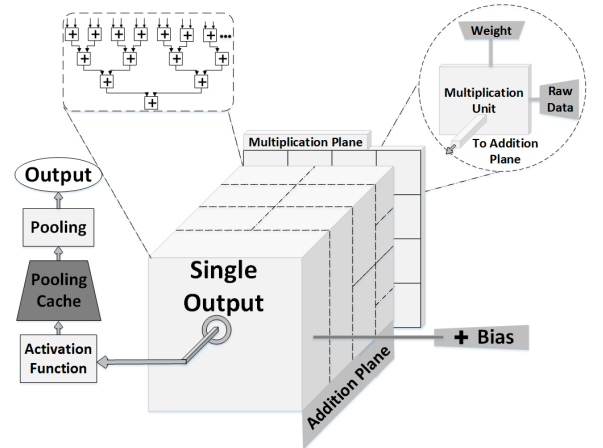 + + + + + + + + •••
+ + + +
+ +
+
Weight
Multiplication
Unit
Raw
Data
To Addition
Plane
Multiplication Plane
Output
Pooling
Pooling
Cache
Activation
Function
Single
Output
+ Bias
Addition Plane